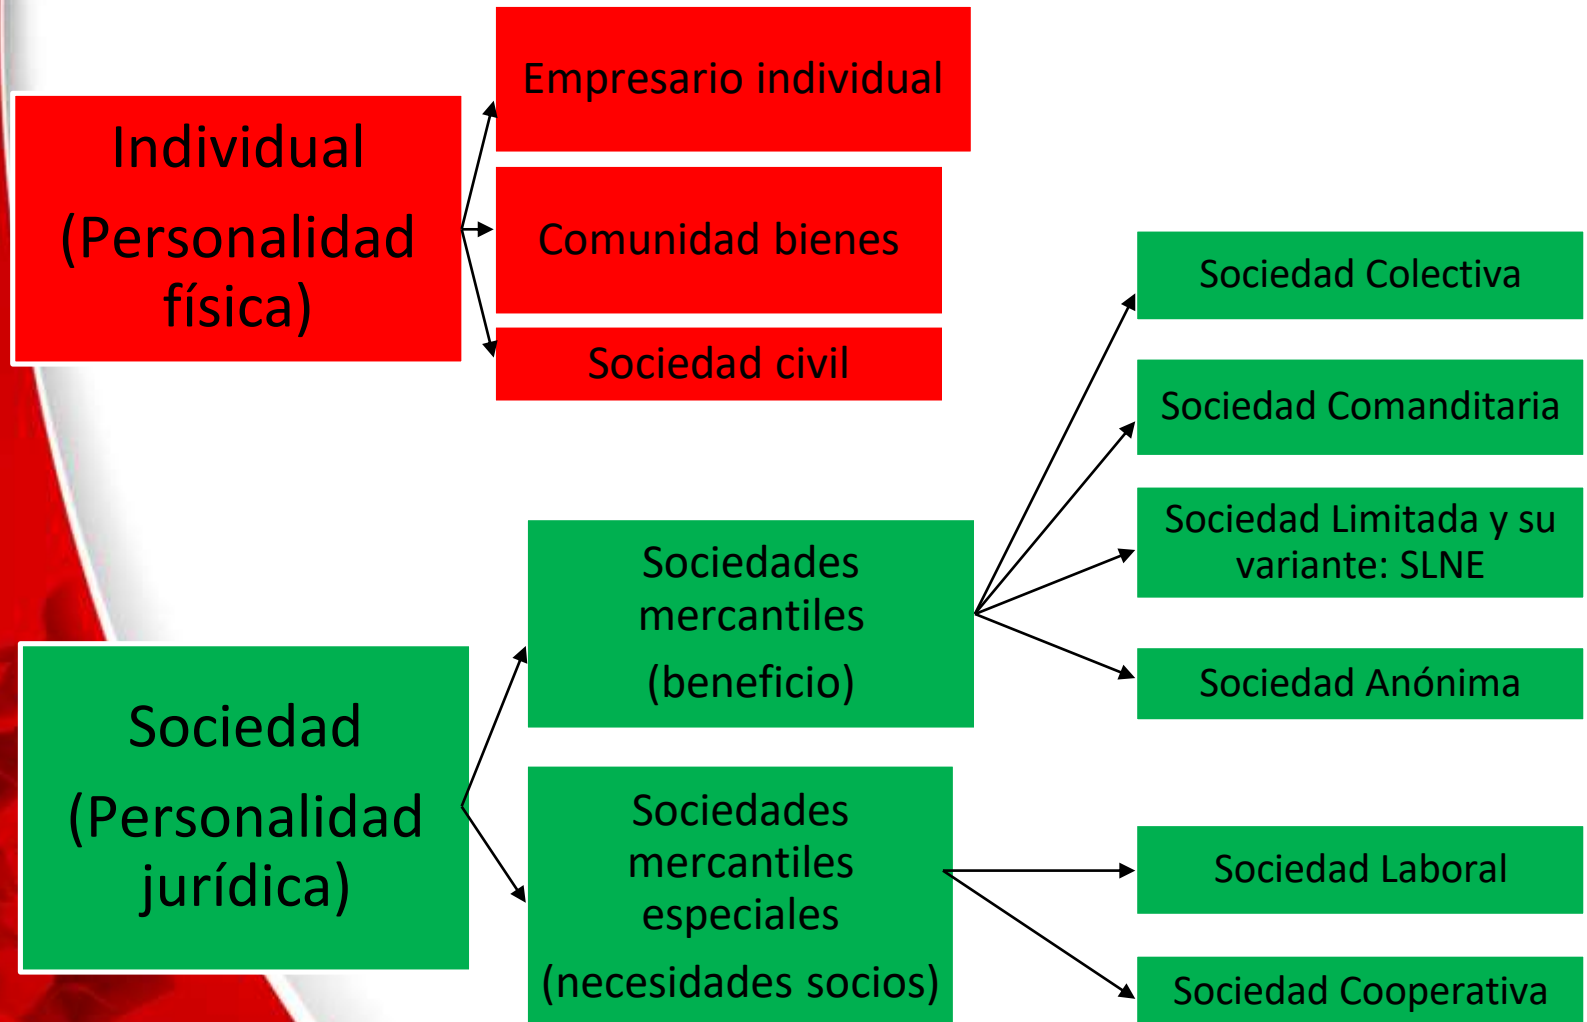 Individual
(Personalidad
física)
Empresario individual
Comunidad bienes
Sociedad civil
Sociedad
(Personalidad
jurídica)
Sociedades
mercantiles
(beneficio)
Sociedades
mercantiles
especiales
(necesidades socios)
Sociedad Colectiva
Sociedad Comanditaria
Sociedad Limitada y su
variante: SLNE
Sociedad Anónima
Sociedad Laboral
Sociedad Cooperativa